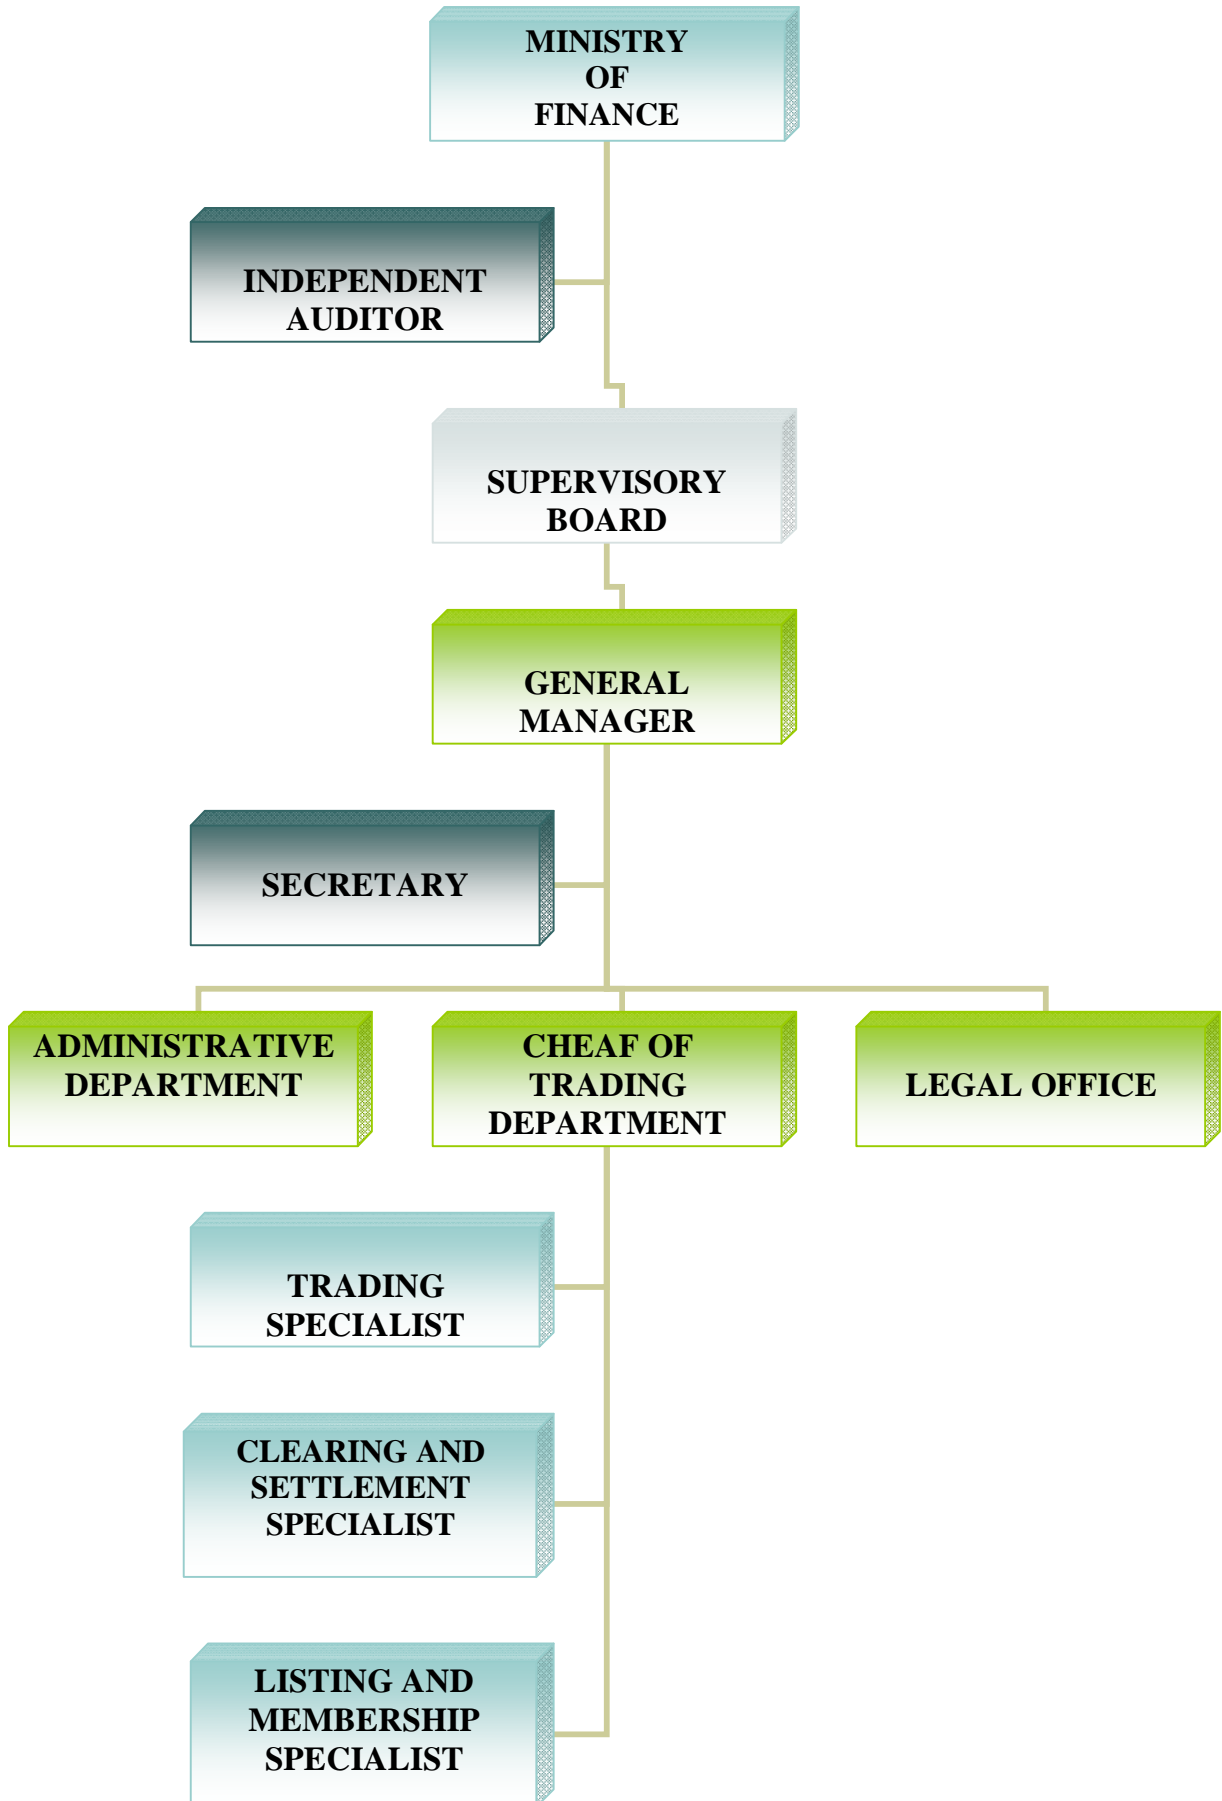 MINISTRY
OF
FINANCE
INDEPENDENT
AUDITOR
SUPERVISORY
BOARD
GENERAL
MANAGER
SECRETARY
ADMINISTRATIVE
DEPARTMENT
CHEAF OF
TRADING
DEPARTMENT
LEGAL OFFICE
TRADING
SPECIALIST
CLEARING AND
SETTLEMENT
SPECIALIST
LISTING AND
MEMBERSHIP
SPECIALIST